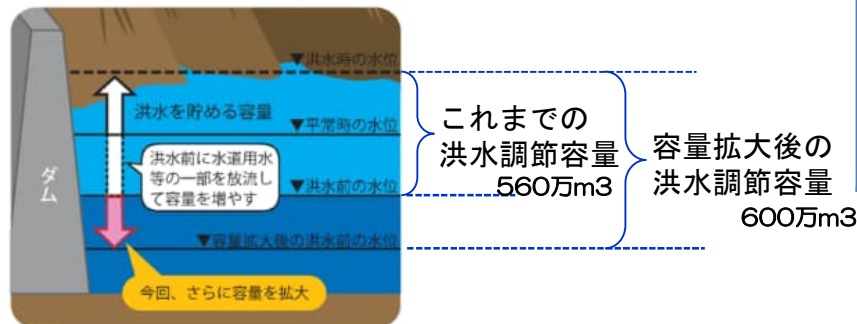 ▼洪水時の水位
洪水を貯める容量
▼平常時の水位
洪水前に水道用水
等の一部を放流し
て容量を増やす
▼洪水前の水位
ダム
▼容量拡大後の洪水前の水位
今回、さらに容量を拡大
これまでの
洪水調節容量
560万m3
容量拡大後の
洪水調節容量
600万m3